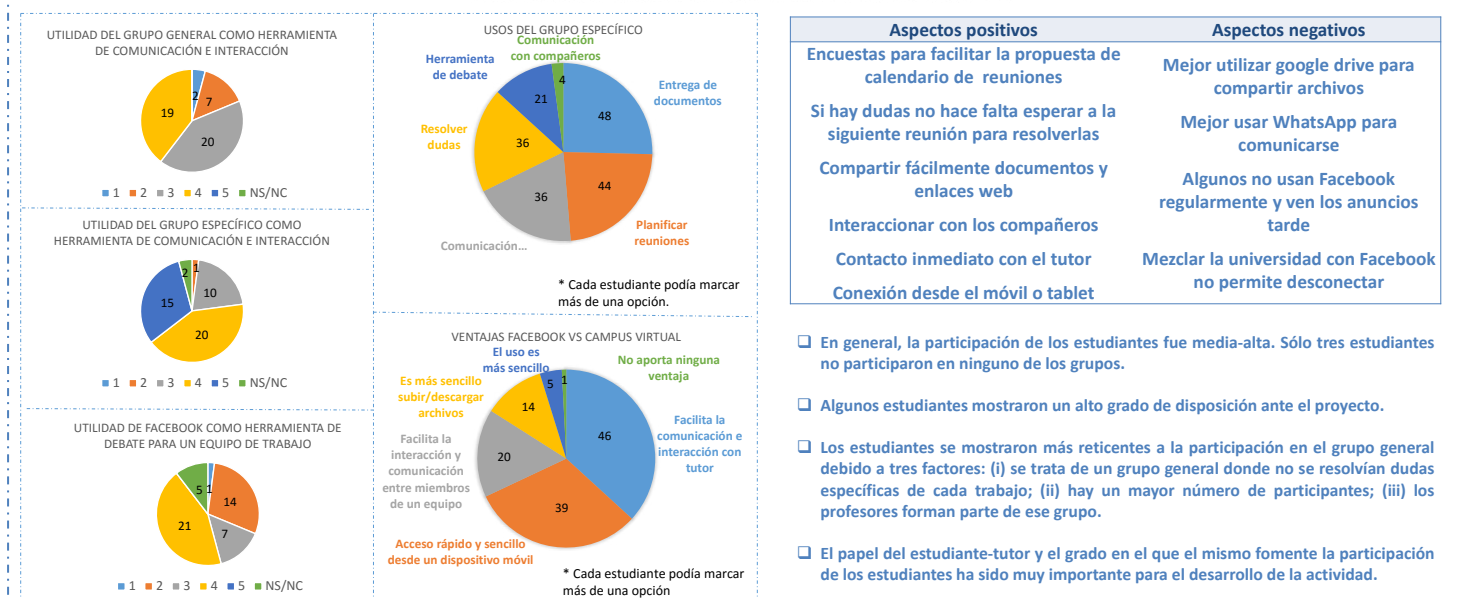 UTILIDAD DEL GRUPO GENERAL COMO HERRAMIENTA
DE COMUNICACIÓN E INTERACCIÓN
2
7
20
19
1 2 3 4 5 NS/NC
UTILIDAD DEL GRUPO ESPECÍFICO COMO
HERRAMIENTA DE COMUNICACIÓN E INTERACCIÓN
1
10
20
15
2
1 2 3 4 5 NS/NC
UTILIDAD DE FACEBOOK COMO HERRAMIENTA DE
DEBATE PARA UN EQUIPO DE TRABAJO
1
14
7
21
5
1 2 3 4 5 NS/NC
USOS DEL GRUPO ESPECÍFICO
Comunicación
con compañeros
Herramienta
de debate
Entrega de
documentos
Resolver
dudas
Planificar
reuniones
Comunicación...
48
44
36
36
21
4
* Cada estudiante podía marcar
más de una opción.
VENTAJAS FACEBOOK VS CAMPUS VIRTUAL
El uso es
más sencillo
No aporta ninguna
ventaja
Es más sencillo
subir/descargar
archivos
Facilita la
comunicación e
interacción con
tutor
Facilita la
interacción y
comunicación
entre miembros
de un equipo
Acceso rápido y sencillo
desde un dispositivo móvil
46
39
20
14
5
1
* Cada estudiante podía marcar
más de una opción
Aspectos positivos
Encuestas para facilitar la propuesta de
calendario de reuniones
Si hay dudas no hace falta esperar a la
siguiente reunión para resolverlas
Compartir fácilmente documentos y
enlaces web
Interaccionar con los compañeros
Contacto inmediato con el tutor
Conexión desde el móvil o tablet
Aspectos negativos
Mejor utilizar google drive para
compartir archivos
Mejor usar WhatsApp para
comunicarse
Algunos no usan Facebook
regularmente y ven los anuncios
tarde
Mezclar la universidad con Facebook
no permite desconectar
En general, la participación de los estudiantes fue media-alta. Sólo tres estudiantes
no participaron en ninguno de los grupos.
Algunos estudiantes mostraron un alto grado de disposición ante el proyecto.
Los estudiantes se mostraron más reticentes a la participación en el grupo general
debido a tres factores: (i) se trata de un grupo general donde no se resolvían dudas
específicas de cada trabajo; (ii) hay un mayor número de participantes; (iii) los
profesores forman parte de ese grupo.
El papel del estudiante-tutor y el grado en el que el mismo fomente la participación
de los estudiantes ha sido muy importante para el desarrollo de la actividad.